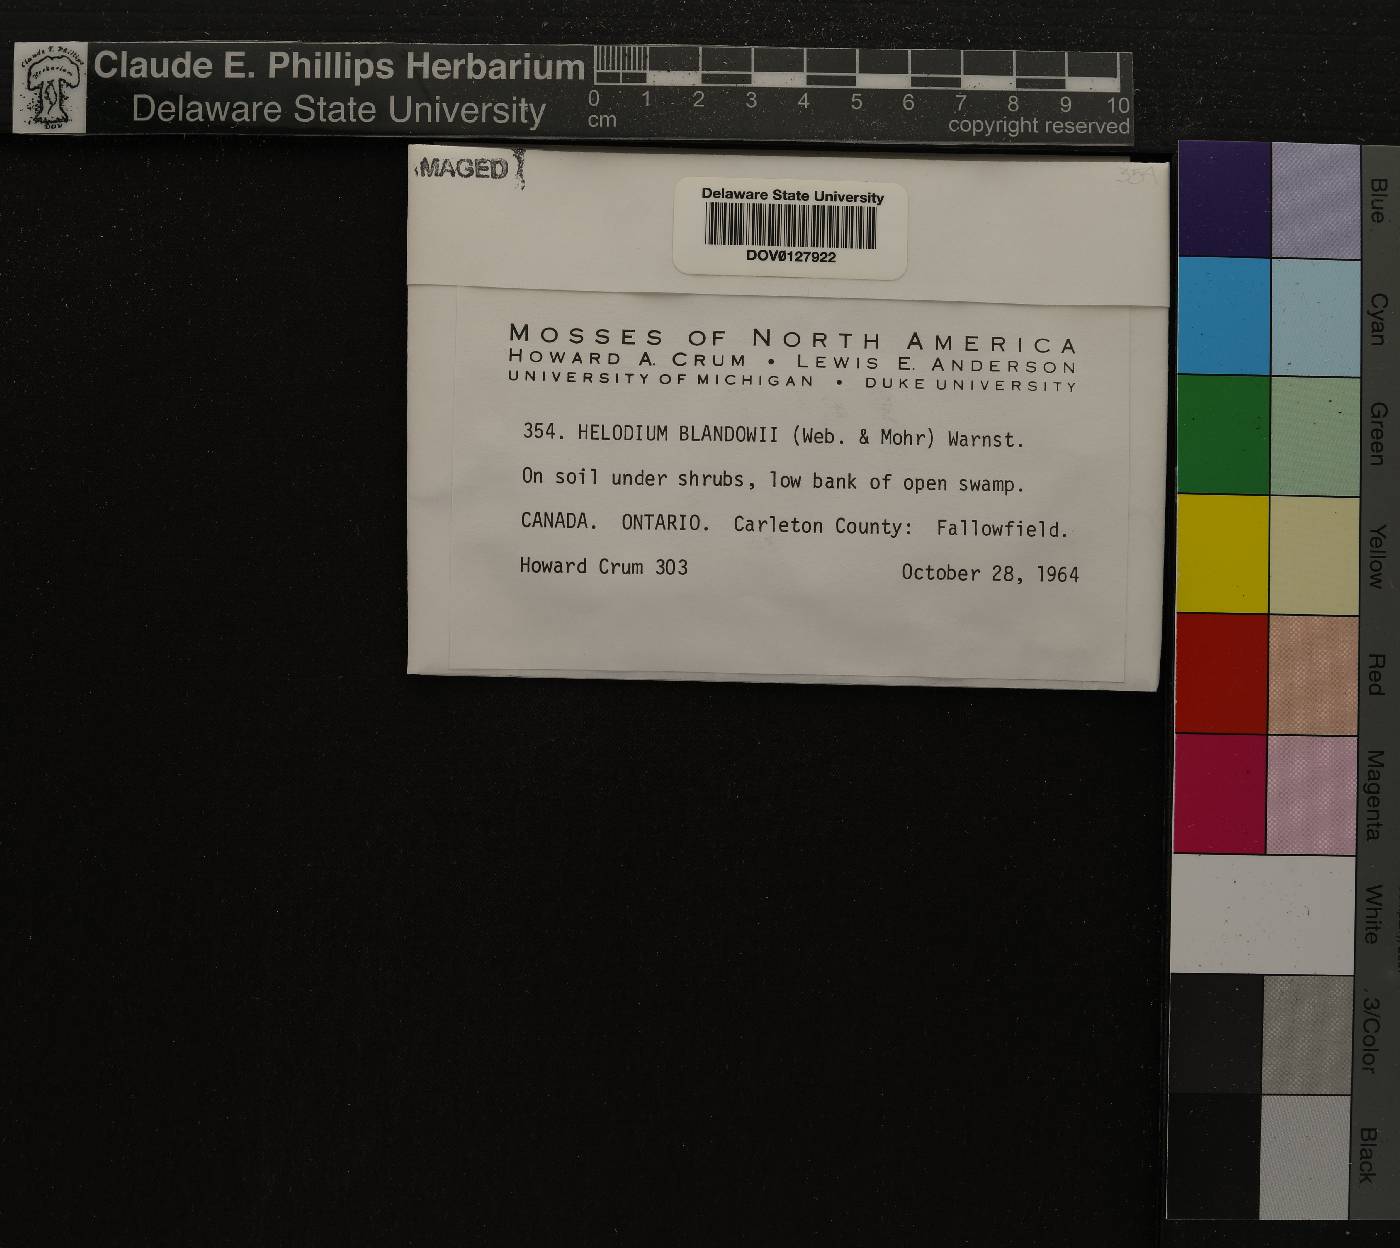 Claude E. Phillips Herbarium
Delaware State University
0 1 2 3 4 5 6 7 8 9 10
cm
copyright reserved
MAGED
354
Delaware State University
DOV0127922
MOSSES OF NORTH AMERICA
HOWARD A. CRUM • LEWIS E. ANDERSON
UNIVERSITY OF MICHIGAN • DUKE UNIVERSITY
354. HELODIUM BLANDOWII (Web. & Mohr) Warnst.
On soil under shrubs, low bank of open swamp.
CANADA. ONTARIO. Carleton County: Fallowfield.
Howard Crum 303 October 28, 1964
Blue
Cyan
Green
Yellow
Red
Magenta
White
3/Color
Black